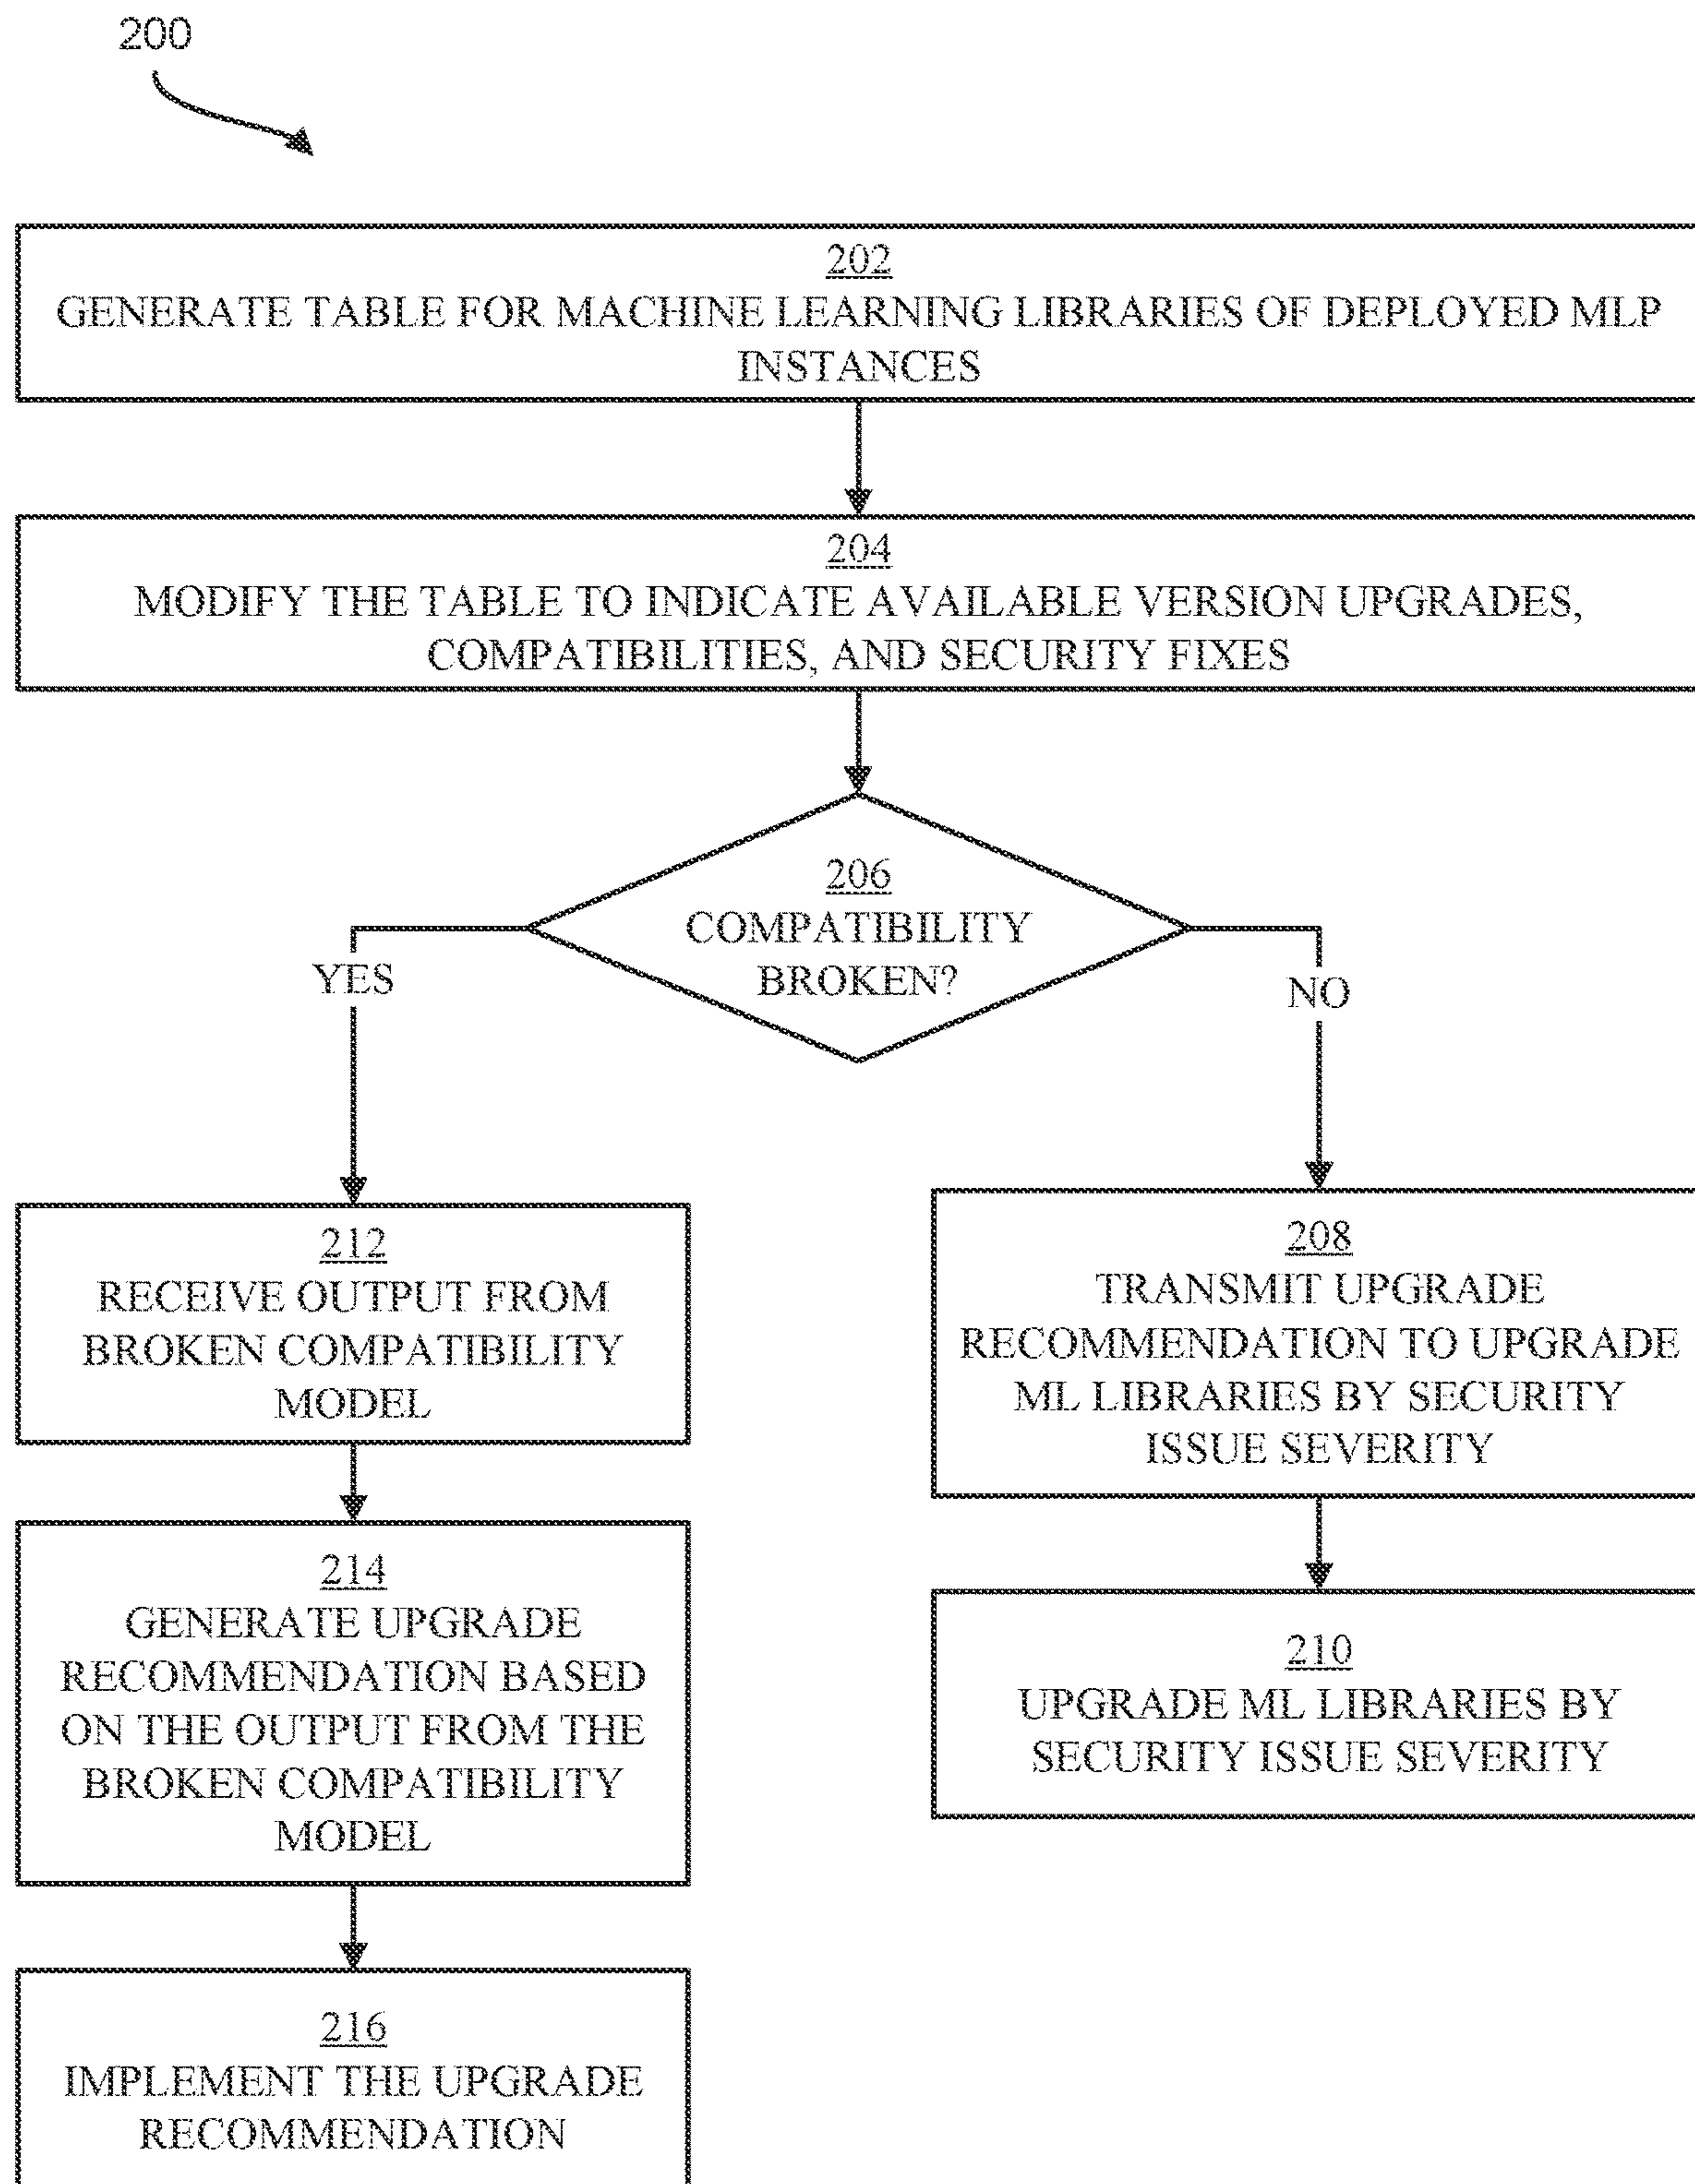 200
202
GENERATE TABLE FOR MACHINE LEARNING LIBRARIES OF DEPLOYED MLP
INSTANCES
204
MODIFY THE TABLE TO INDICATE AVAILABLE VERSION UPGRADES,
COMPATIBILITIES, AND SECURITY FIXES
206
COMPATIBILITY
BROKEN?
YES
NO
212
RECEIVE OUTPUT FROM
BROKEN COMPATIBILITY
MODEL
208
TRANSMIT UPGRADE
RECOMMENDATION TO UPGRADE
ML LIBRARIES BY SECURITY
ISSUE SEVERITY
214
GENERATE UPGRADE
RECOMMENDATION BASED
ON THE OUTPUT FROM THE
BROKEN COMPATIBILITY
MODEL
210
UPGRADE ML LIBRARIES BY
SECURITY ISSUE SEVERITY
216
IMPLEMENT THE UPGRADE
RECOMMENDATION